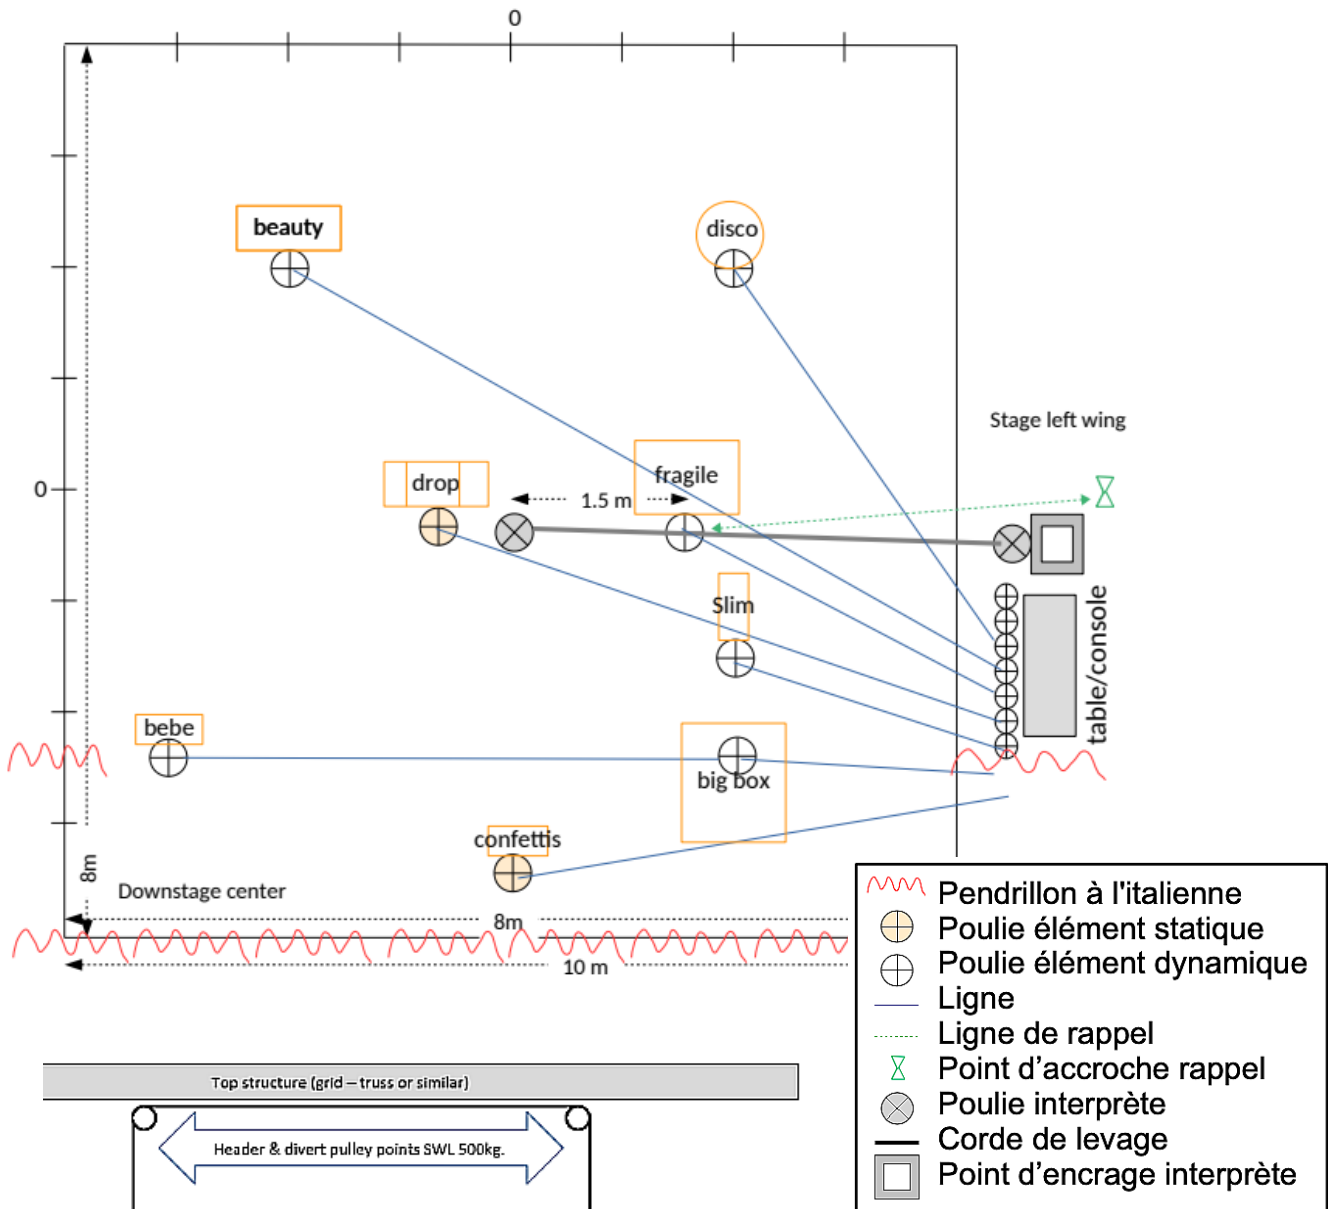 0
beauty
disco
Stage left wing
fragile
drop
0
1.5 m
Slim
table/console
bebe
big box
confettis
8m
Downstage center
8m
10 m
Pendrillon à l'italienne
Poulie élément statique
Poulie élément dynamique
Ligne
Ligne de rappel
Point d’accroche rappel
Poulie interprète
Corde de levage
Point d’encrage interprète
Top structure (grid – truss or similar)
Header & divert pulley points SWL 500kg.